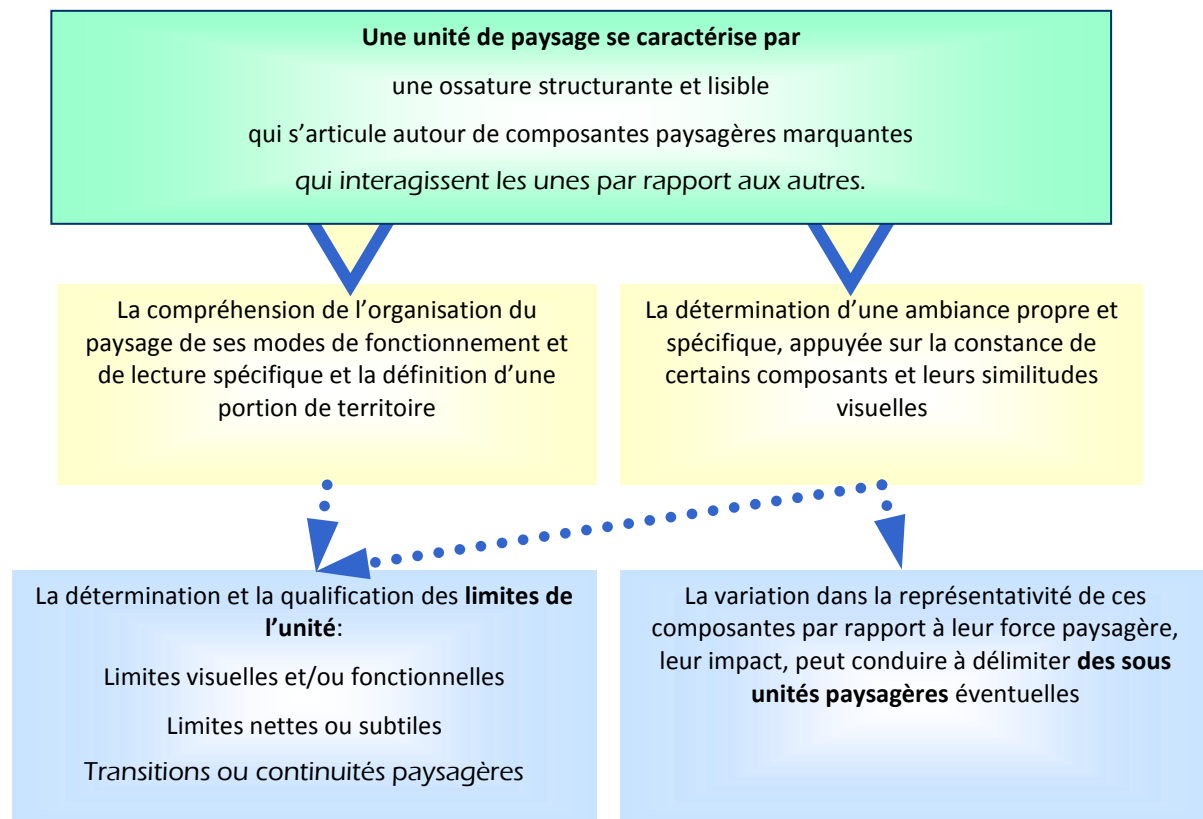 Une unité de paysage se caractérise par
une ossature structurante et lisible
qui s’articule autour de composantes paysagères marquantes
qui interagissent les unes par rapport aux autres.
La compréhension de l’organisation du
paysage de ses modes de fonctionnement et
de lecture spécifique et la définition d’une
portion de territoire
La détermination d’une ambiance propre et
spécifique, appuyée sur la constance de
certains composants et leurs similitudes
visuelles
La détermination et la qualification des limites de
l’unité:
Limites visuelles et/ou fonctionnelles
Limites nettes ou subtiles
Transitions ou continuités paysagères
La variation dans la représentativité de ces
composantes par rapport à leur force paysagère,
leur impact, peut conduire à délimiter des sous
unités paysagères éventuelles